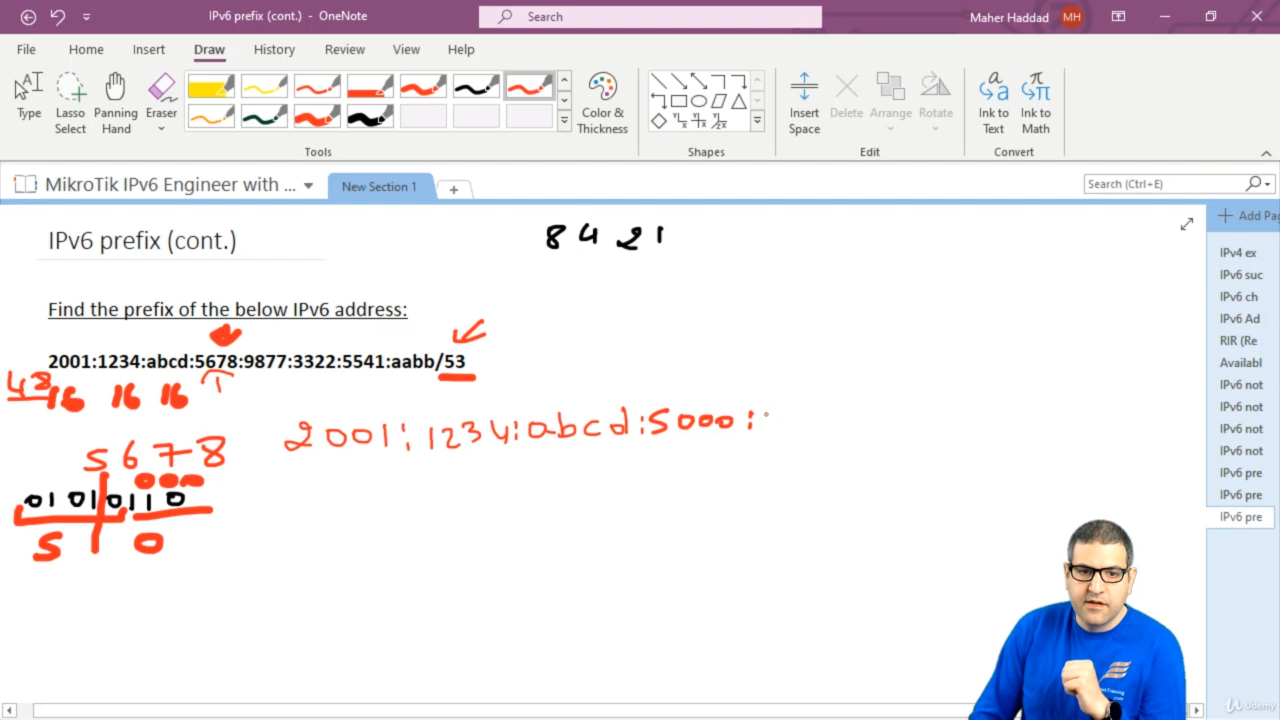 IPv6 prefix (cont.) - OneNote
Search
Maher Haddad
MH
File Home Insert Draw History Review View Help
Type
Lasso Select
Panning Hand
Eraser
Color & Thickness
Insert Space
Delete
Arrange
Rotate
Ink to Text
Ink to Math
Tools
Shapes
Edit
Convert
MikroTik IPv6 Engineer with ...
New Section 1
Search (Ctrl+E)
IPv6 prefix (cont.)
8 4 2 1
Add Pa
Find the prefix of the below IPv6 address:
2001:1234:abcd:5678:9877:3322:5541:aabb/53
48
16 16 16
2001:1234:abcd:5000:
5 6 7 8
0 0 0
0101 0110
5 0
IPv4 ex
IPv6 suc
IPv6 ch
IPv6 Ad
RIR (Re
Availabl
IPv6 not
IPv6 not
IPv6 not
IPv6 not
IPv6 pre
IPv6 pre
IPv6 pre
Udemy